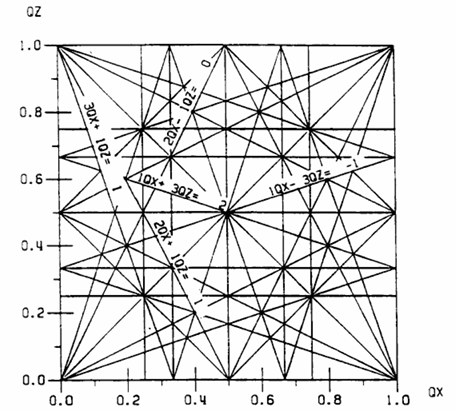 QZ
1.0
0.8
0.6
0.4
0.2
0.0
3QX+ 1QZ= 1
2QX- 1QZ= 0
1QX+ 3QZ= 2
1QX- 3QZ= -1
2QX+ 1QZ= 1
0.0 0.2 0.4 0.6 0.8 1.0
QX